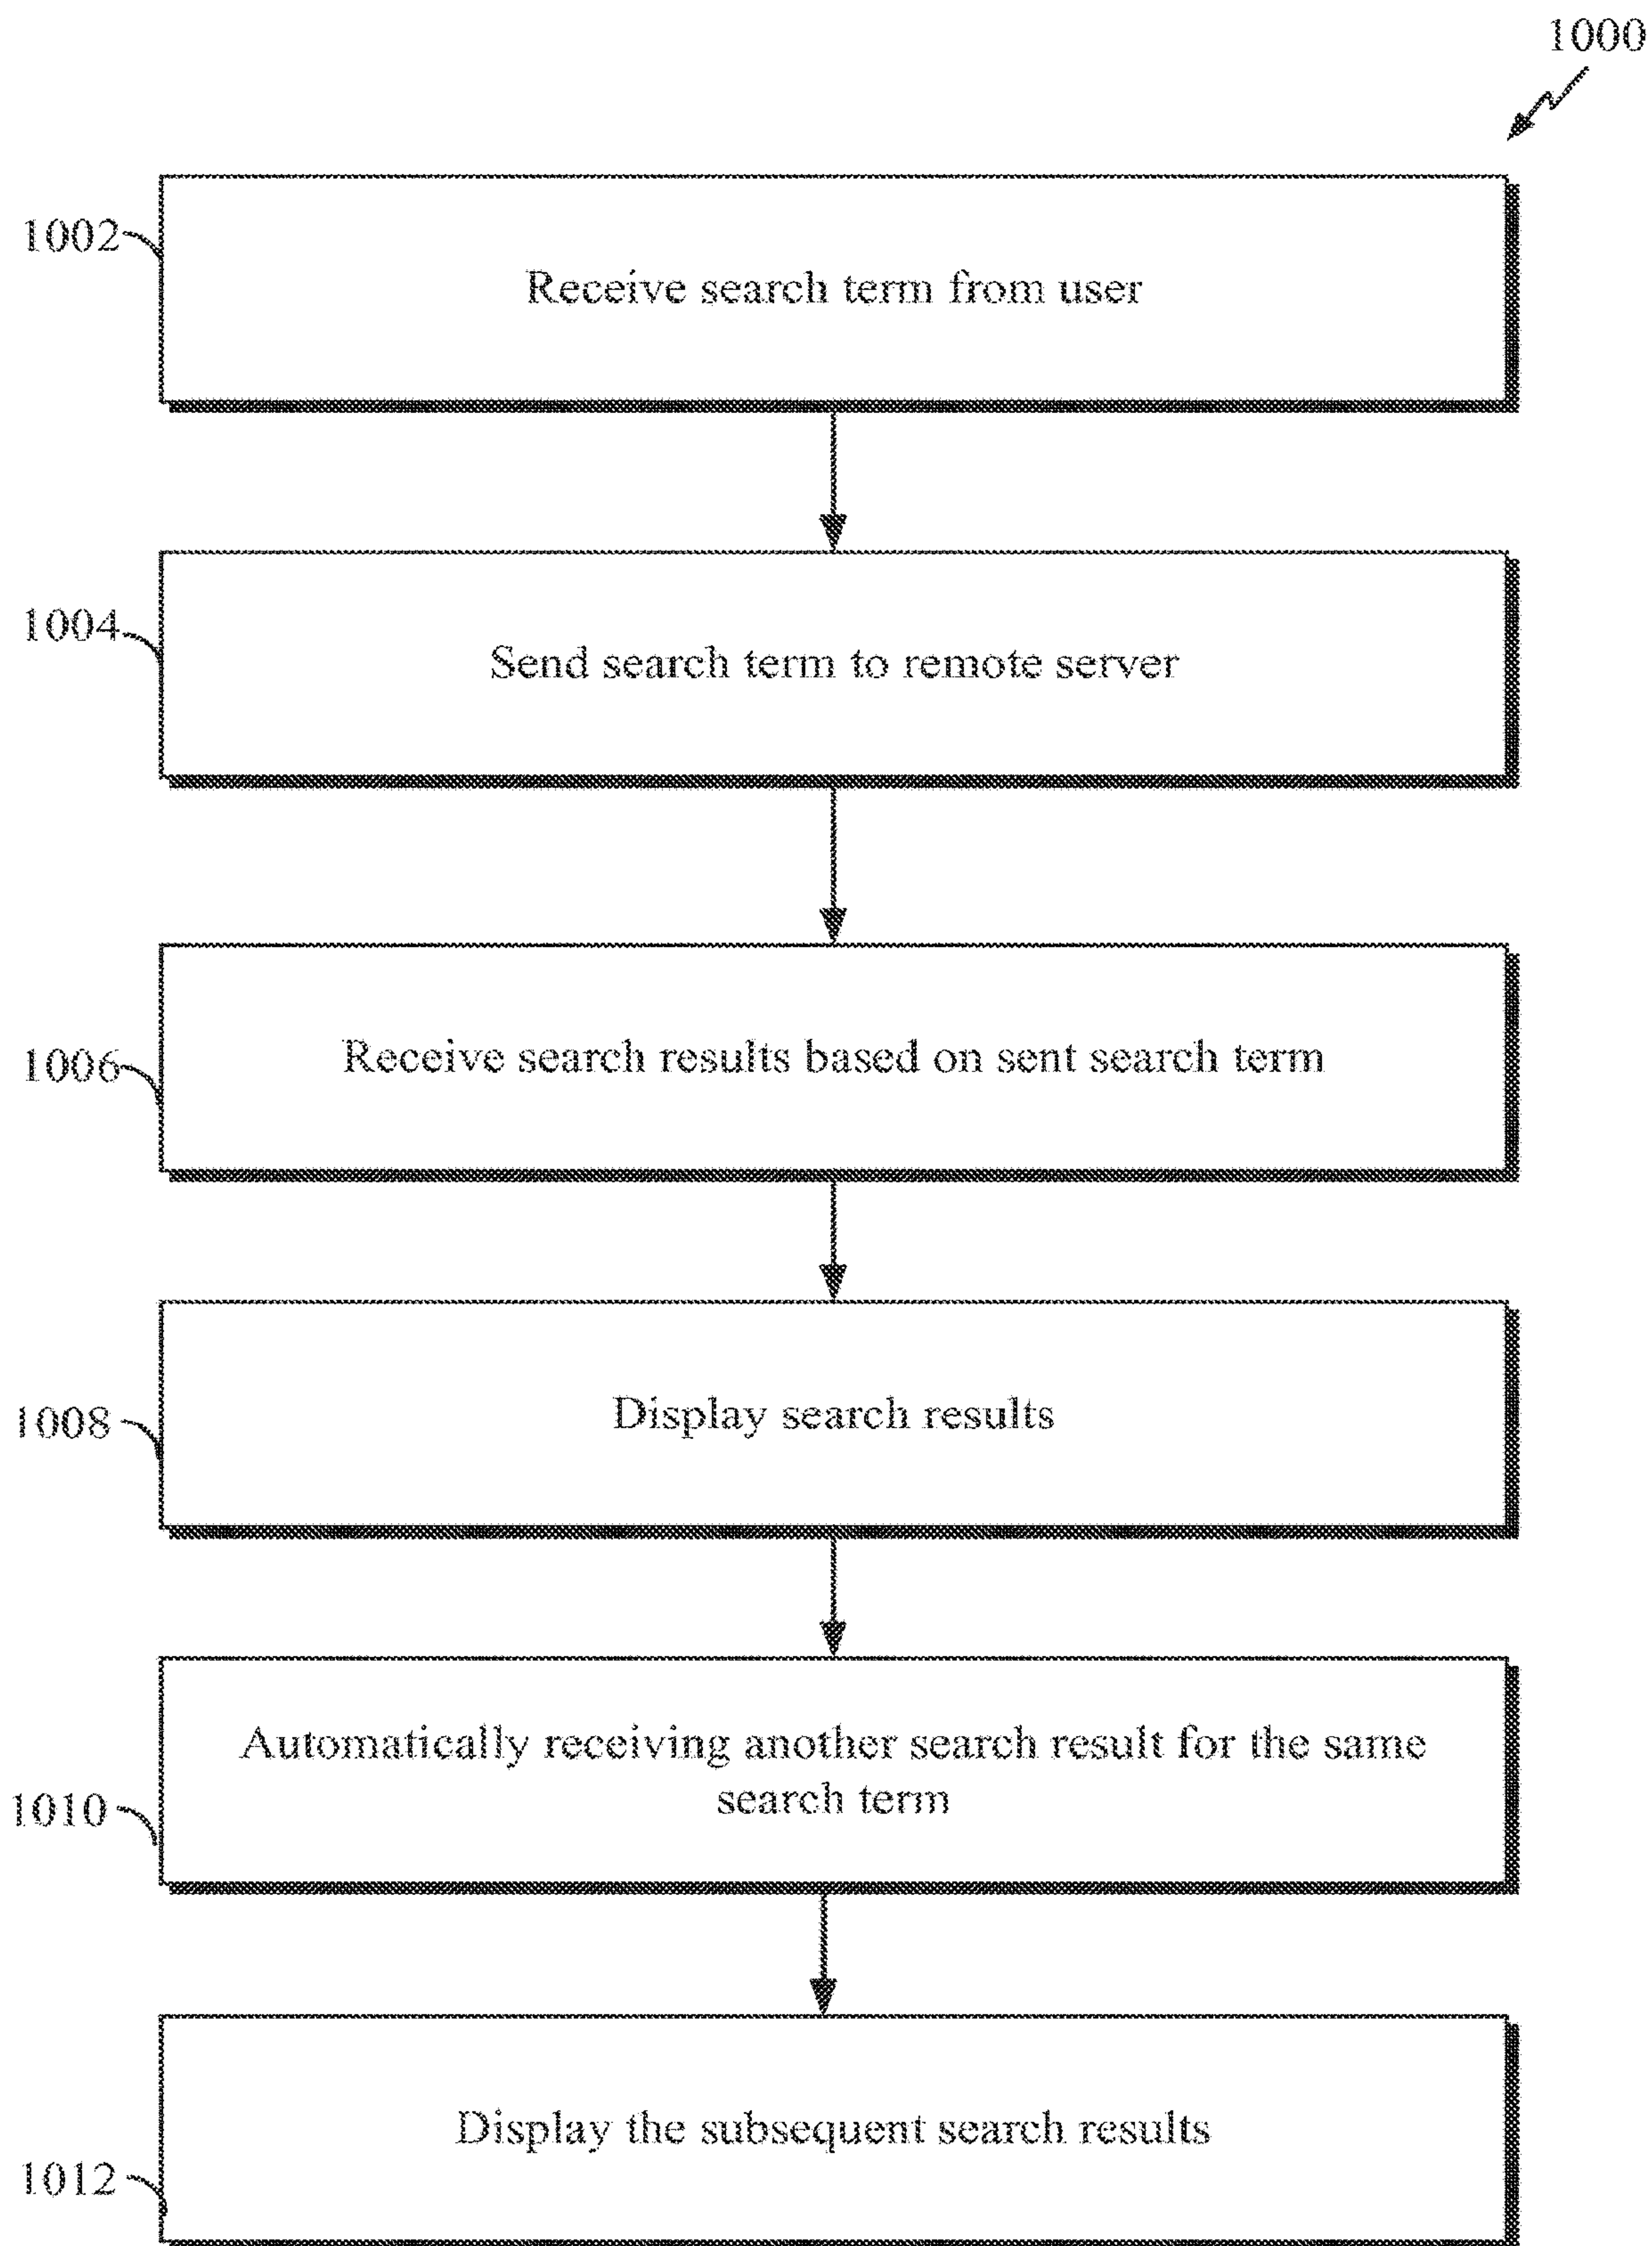 1000
1002
Receive search term from user
1004
Send search term to remote server
1006
Receive search results based on sent search term
1008
Display search results
1010
Automatically receiving another search result for the same
search term
1012
Display the subsequent search results